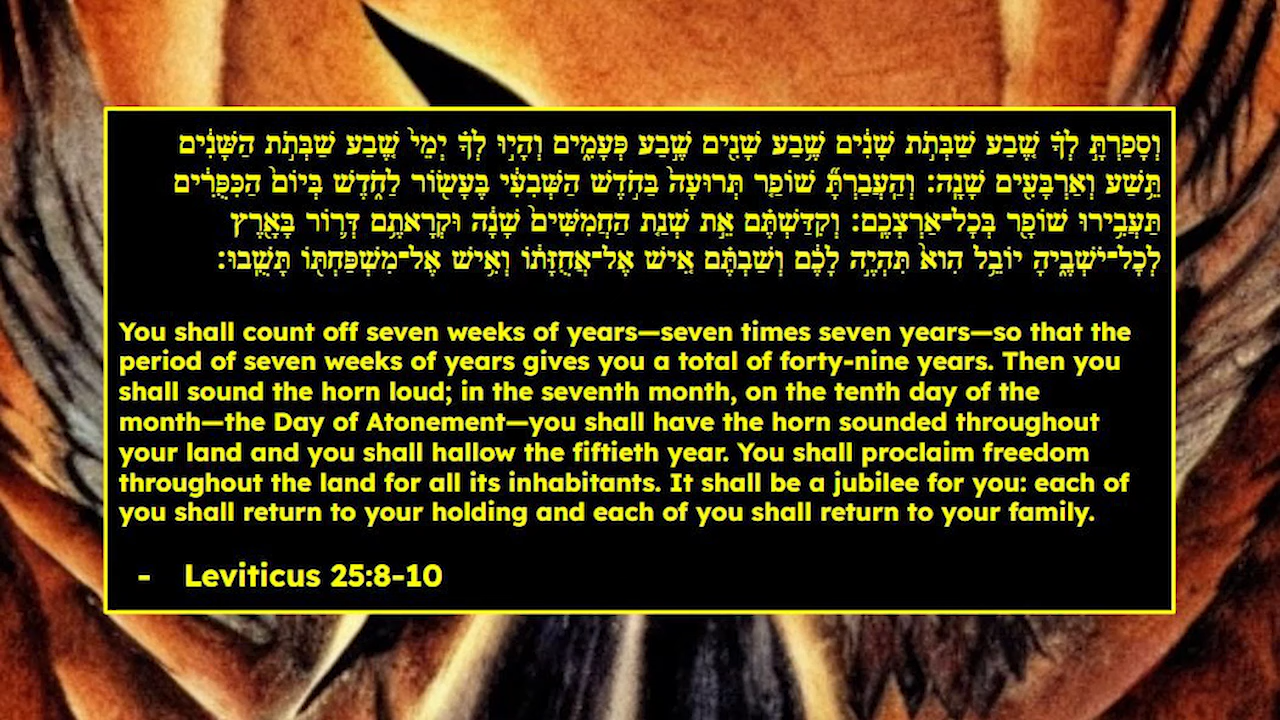 וְסָפַרְתָּ֣ לְךָ֗ שֶׁ֚בַע שַׁבְּתֹ֣ת שָׁנִ֔ים שֶׁ֥בַע שָׁנִ֖ים שֶׁ֣בַע פְּעָמִ֑ים וְהָי֣וּ לְךָ֗ יְמֵי֙ שֶׁ֚בַע שַׁבְּתֹ֣ת הַשָּׁנִ֔ים
תֵּ֥שַׁע וְאַרְבָּעִ֖ים שָׁנָֽה׃ וְהַֽעֲבַרְתָּ֞ שׁוֹפַ֤ר תְּרוּעָה֙ בַּחֹ֣דֶשׁ הַשְּׁבִעִ֔י בֶּעָשׂ֖וֹר לַחֹ֑דֶשׁ בְּיוֹם֙ הַכִּפֻּרִ֔ים
תַּעֲבִ֥ירוּ שׁוֹפָ֖ר בְּכׇל־אַרְצְכֶֽם׃ וְקִדַּשְׁתֶּ֗ם אֵ֣ת שְׁנַ֤ת הַחֲמִשִּׁים֙ שָׁנָ֔ה וּקְרָאתֶ֥ם דְּר֛וֹר בָּאָ֖רֶץ
לְכׇל־יֹשְׁבֶ֑יהָ יוֹבֵ֥ל הִוא֙ תִּהְיֶ֣ה לָכֶ֔ם וְשַׁבְתֶּ֗ם אִ֚ישׁ אֶל־אֲחֻזָּת֔וֹ וְאִ֥ישׁ אֶל־מִשְׁפַּחְתּ֖וֹ תָּשֻֽׁבוּ׃
You shall count off seven weeks of years—seven times seven years—so that the
period of seven weeks of years gives you a total of forty-nine years. Then you
shall sound the horn loud; in the seventh month, on the tenth day of the
month—the Day of Atonement—you shall have the horn sounded throughout
your land and you shall hallow the fiftieth year. You shall proclaim freedom
throughout the land for all its inhabitants. It shall be a jubilee for you: each of
you shall return to your holding and each of you shall return to your family.
- Leviticus 25:8-10